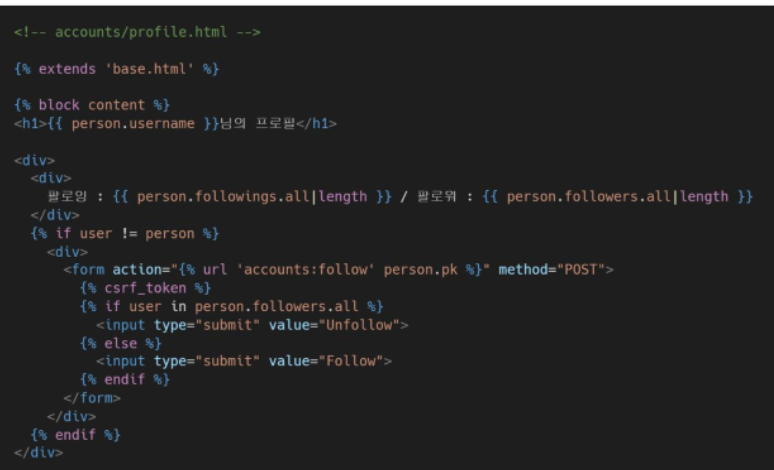 <!-- accounts/profile.html -->
{% extends 'base.html' %}
{% block content %}
<h1>{{ person.username }}님의 프로필</h1>
<div>
<div>
팔로잉 : {{ person.followings.all|length }} / 팔로워 : {{ person.followers.all|length }}
</div>
{% if user != person %}
<div>
<form action="{% url 'accounts:follow' person.pk %}" method="POST">
{% csrf_token %}
{% if user in person.followers.all %}
<input type="submit" value="Unfollow">
{% else %}
<input type="submit" value="Follow">
{% endif %}
</form>
</div>
{% endif %}
</div>